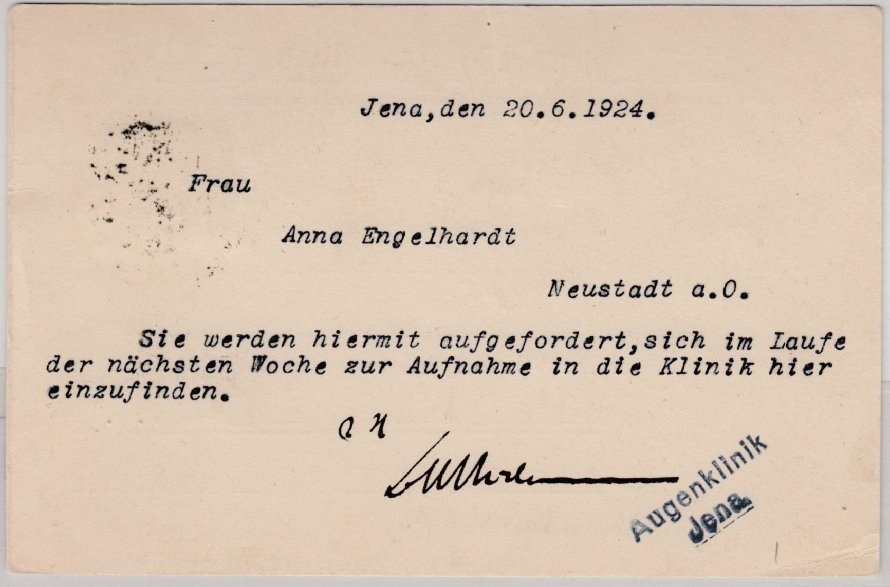 Jena,den 20.6.1924.
Frau
Anna Engelhardt
Neustadt a.O.
Sie werden hiermit aufgefordert,sich im Laufe
der nächsten Woche zur Aufnahme in die Klinik hier
einzufinden.
Augenklinik
Jena.